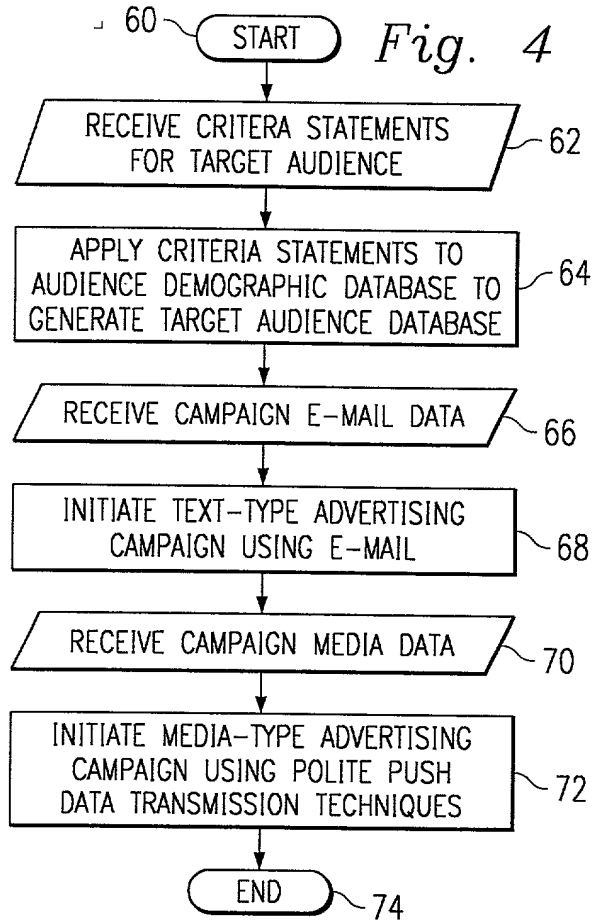 60
START
Fig. 4
RECEIVE CRITERA STATEMENTS
FOR TARGET AUDIENCE
62
APPLY CRITERIA STATEMENTS TO
AUDIENCE DEMOGRAPHIC DATABASE TO
GENERATE TARGET AUDIENCE DATABASE
64
RECEIVE CAMPAIGN E-MAIL DATA
66
INITIATE TEXT-TYPE ADVERTISING
CAMPAIGN USING E-MAIL
68
RECEIVE CAMPAIGN MEDIA DATA
70
INITIATE MEDIA-TYPE ADVERTISING
CAMPAIGN USING POLITE PUSH
DATA TRANSMISSION TECHNIQUES
72
END
74